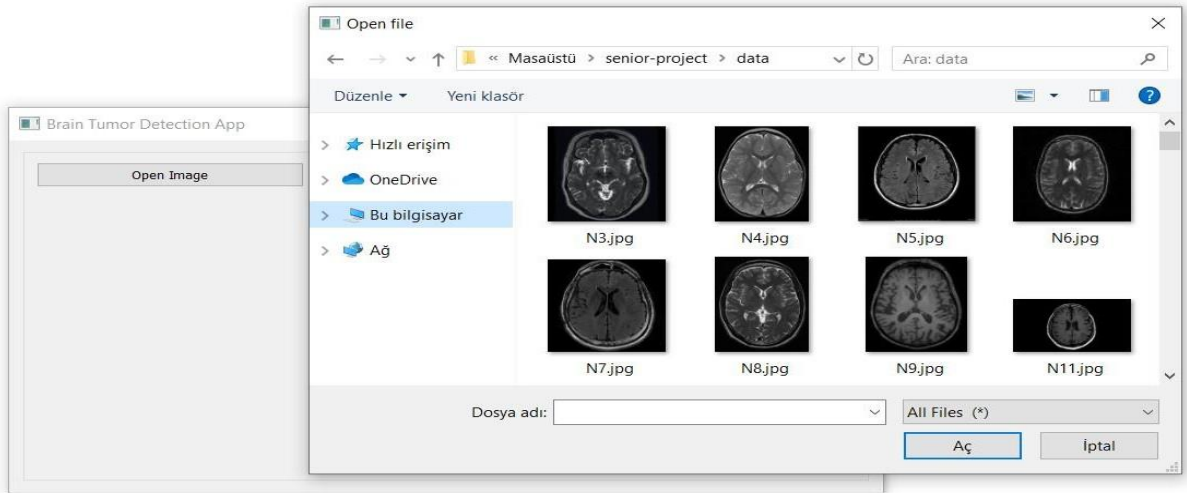 Open file
« Masaüstü > senior-project > data
Ara: data
Düzenle
Yeni klasör
Brain Tumor Detection App
Open Image
Hızlı erişim
OneDrive
Bu bilgisayar
Ağ
N3.jpg N4.jpg N5.jpg N6.jpg
N7.jpg N8.jpg N9.jpg N11.jpg
Dosya adı:
All Files (*)
Aç
İptal